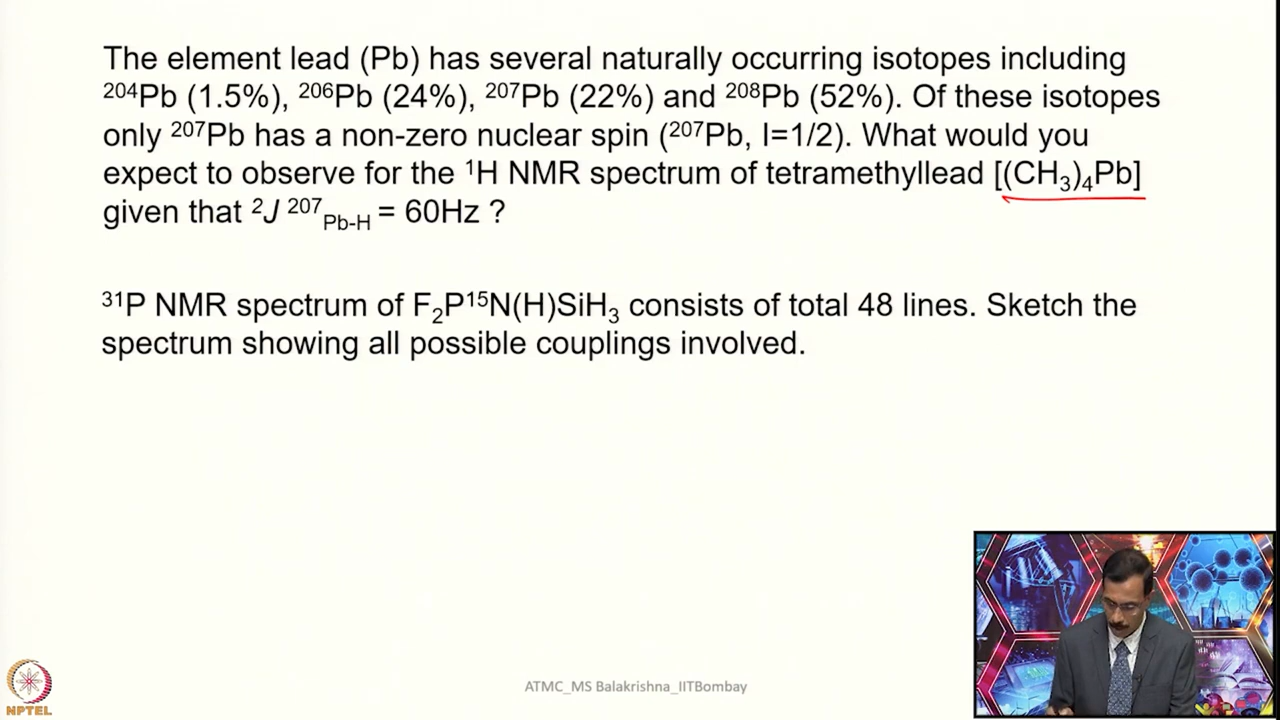 The element lead (Pb) has several naturally occurring isotopes including
²⁰⁴Pb (1.5%), ²⁰⁶Pb (24%), ²⁰⁷Pb (22%) and ²⁰⁸Pb (52%). Of these isotopes
only ²⁰⁷Pb has a non-zero nuclear spin (²⁰⁷Pb, I=1/2). What would you
expect to observe for the ¹H NMR spectrum of tetramethyllead [(CH₃)₄Pb]
given that ²J ²⁰⁷Pb-H = 60Hz ?
³¹P NMR spectrum of F₂P¹⁵N(H)SiH₃ consists of total 48 lines. Sketch the
spectrum showing all possible couplings involved.
ATMC_MS Balakrishna_IITBombay
NPTEL